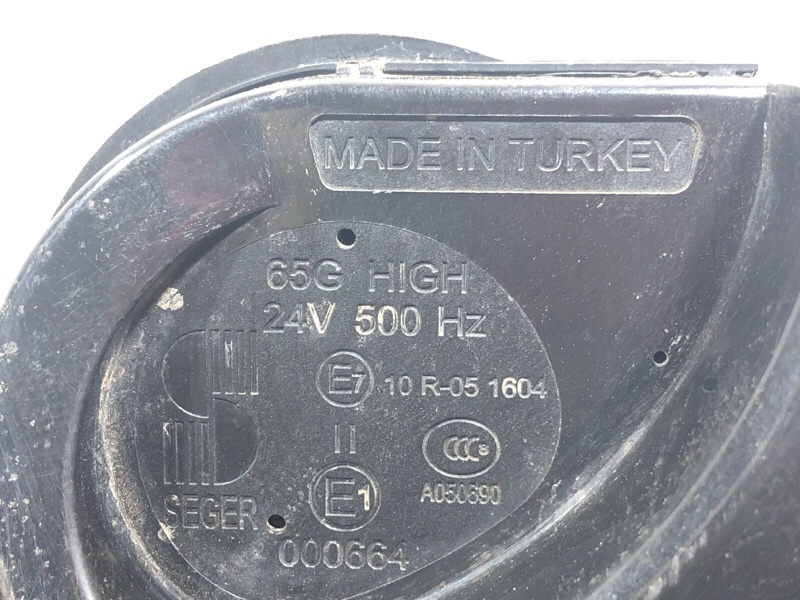 MADE IN TURKEY
65G HIGH
24V 500 Hz
E7 10 R-05 1604
II
CCC S
A050690
E1
SEGER
000664